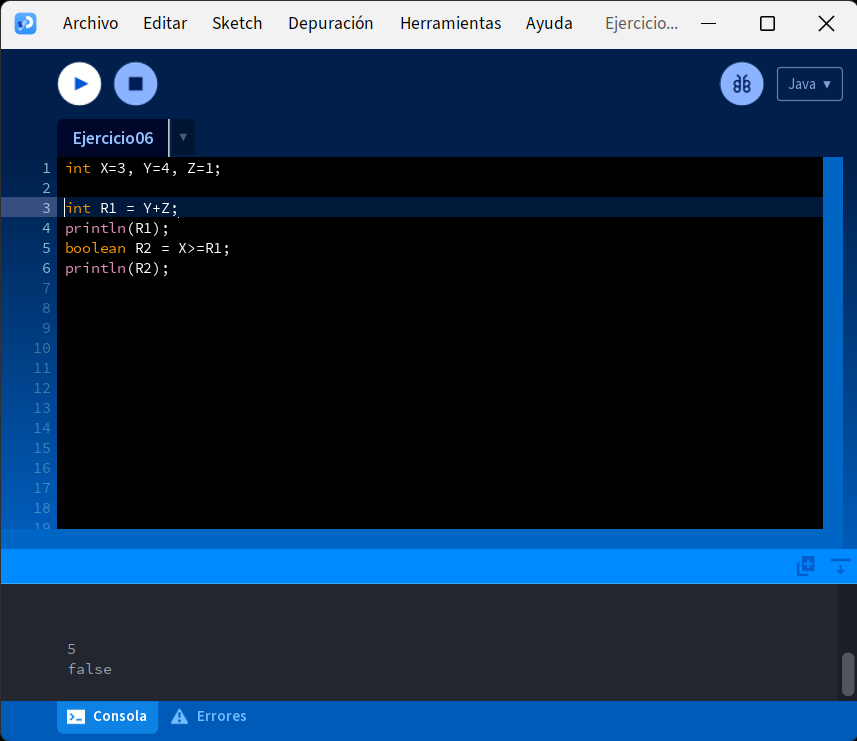 Archivo Editar Sketch Depuración Herramientas Ayuda Ejercicio...
Java ▾
Ejercicio06 ▾
1 int X=3, Y=4, Z=1;
2
3 int R1 = Y+Z;
4 println(R1);
5 boolean R2 = X>=R1;
6 println(R2);
7
8
9
10
11
12
13
14
15
16
17
18
19
5
false
Consola Errores